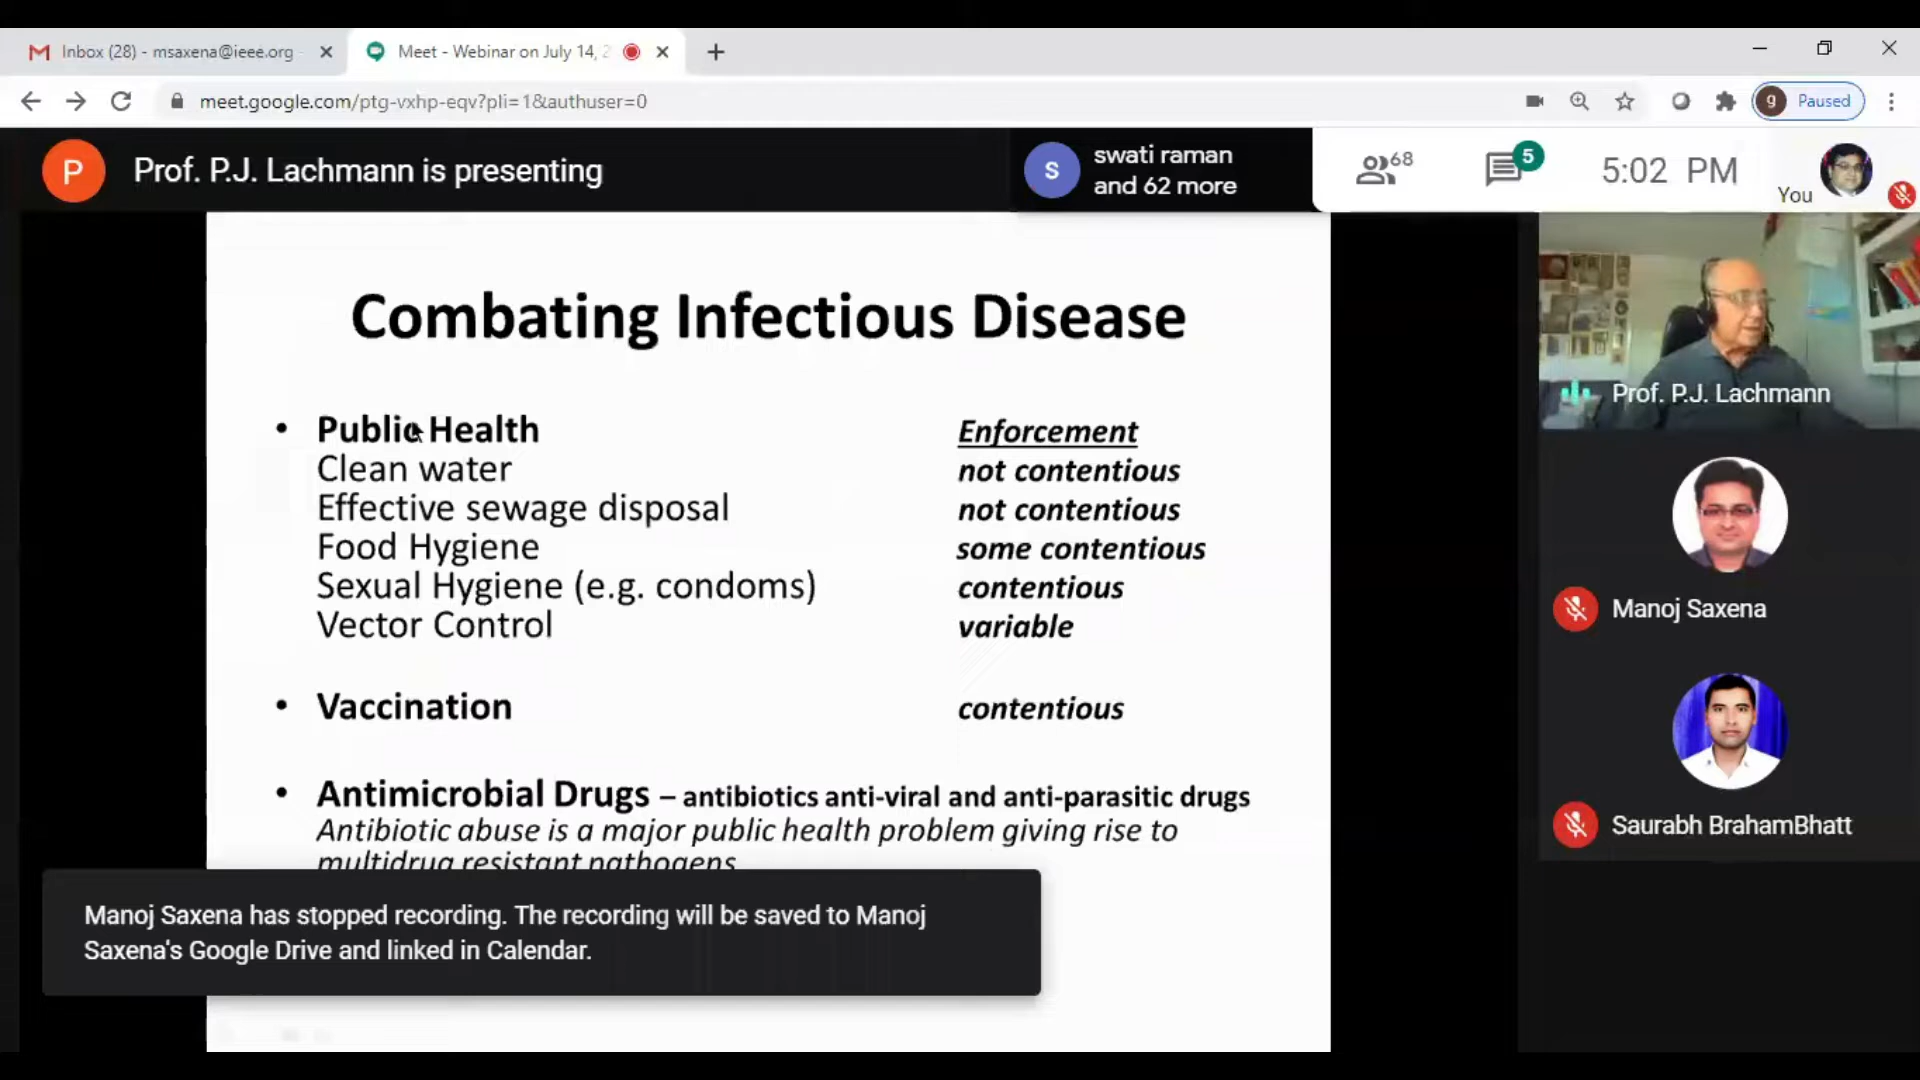 Inbox (28) - msaxena@ieee.org
Meet - Webinar on July 14, 2
meet.google.com/ptg-vxhp-eqv?pli=1&authuser=0
g Paused
P Prof. P.J. Lachmann is presenting
S swati raman
and 62 more
68
5
5:02 PM
You
Combating Infectious Disease
• Public Health Enforcement
Clean water not contentious
Effective sewage disposal not contentious
Food Hygiene some contentious
Sexual Hygiene (e.g. condoms) contentious
Vector Control variable
• Vaccination contentious
• Antimicrobial Drugs – antibiotics anti-viral and anti-parasitic drugs
Antibiotic abuse is a major public health problem giving rise to
multidrug resistant pathogens
Manoj Saxena has stopped recording. The recording will be saved to Manoj
Saxena's Google Drive and linked in Calendar.
Prof. P.J. Lachmann
Manoj Saxena
Saurabh BrahamBhatt